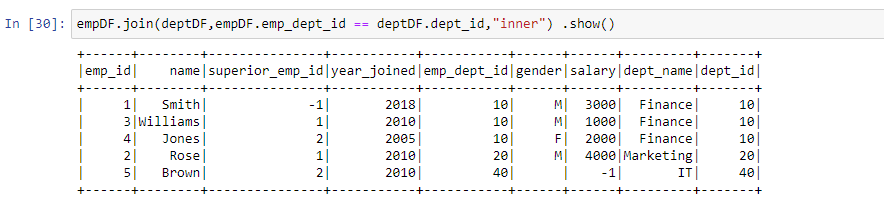 In [30]: empDF.join(deptDF,empDF.emp_dept_id == deptDF.dept_id,"inner") .show()
+------+--------+---------------+-----------+-----------+------+------+---------+-------+
|emp_id|    name|superior_emp_id|year_joined|emp_dept_id|gender|salary|dept_name|dept_id|
+------+--------+---------------+-----------+-----------+------+------+---------+-------+
|     1|   Smith|             -1|       2018|         10|     M|  3000|  Finance|     10|
|     3|Williams|              1|       2010|         10|     M|  1000|  Finance|     10|
|     4|   Jones|              2|       2005|         10|     F|  2000|  Finance|     10|
|     2|    Rose|              1|       2010|         20|     M|  4000|Marketing|     20|
|     5|   Brown|              2|       2010|         40|      |    -1|       IT|     40|
+------+--------+---------------+-----------+-----------+------+------+---------+-------+